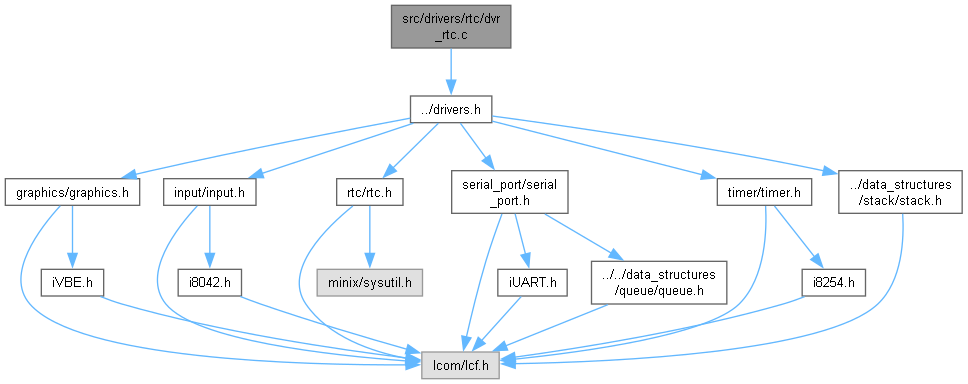 src/drivers/rtc/dvr
_rtc.c
../drivers.h
graphics/graphics.h
input/input.h
rtc/rtc.h
serial_port/serial
_port.h
timer/timer.h
../data_structures
/stack/stack.h
iVBE.h
i8042.h
minix/sysutil.h
iUART.h
../../data_structures
/queue/queue.h
i8254.h
lcom/lcf.h